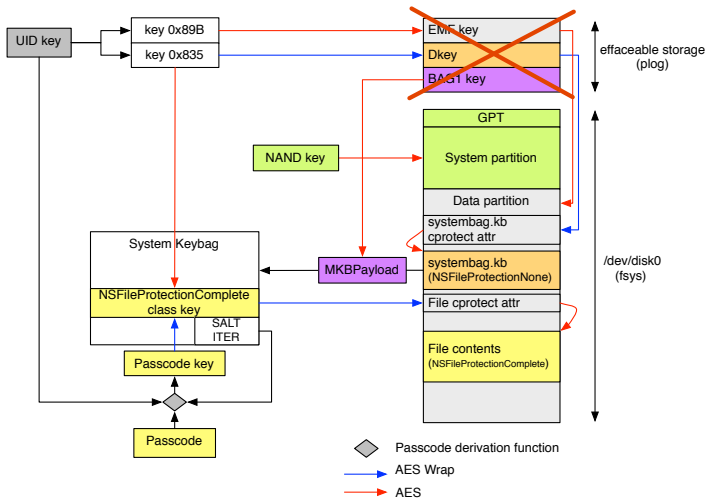 UID key
key 0x89B
key 0x835
EMF key
Dkey
BAG1 key
effaceable storage
(plog)
GPT
NAND key
System partition
Data partition
systembag.kb
cprotect attr
System Keybag
MKBPayload
systembag.kb
(NSFileProtectionNone)
/dev/disk0
(fsys)
NSFileProtectionComplete
class key
File cprotect attr
SALT
ITER
Passcode key
File contents
(NSFileProtectionComplete)
Passcode
Passcode derivation function
AES Wrap
AES